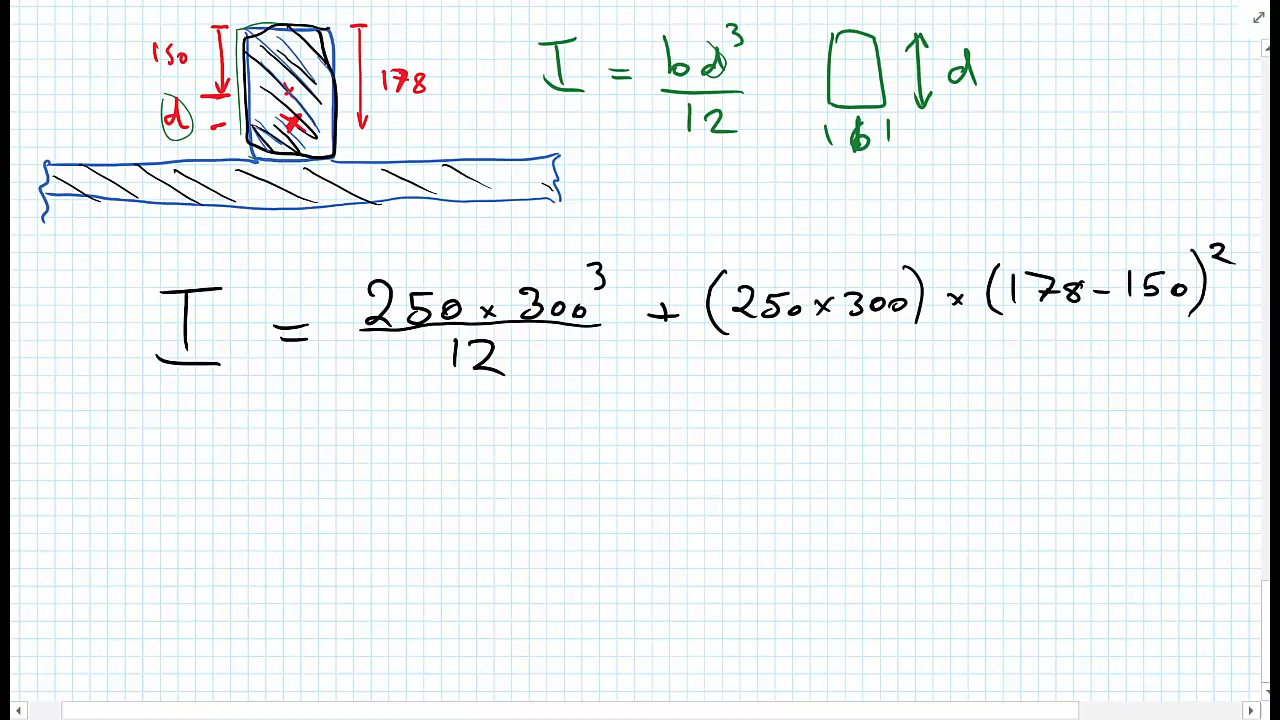 150
d
178
I = bd³/12
d
b
I = 250 × 300³/12 + (250 × 300) × (178 - 150)²